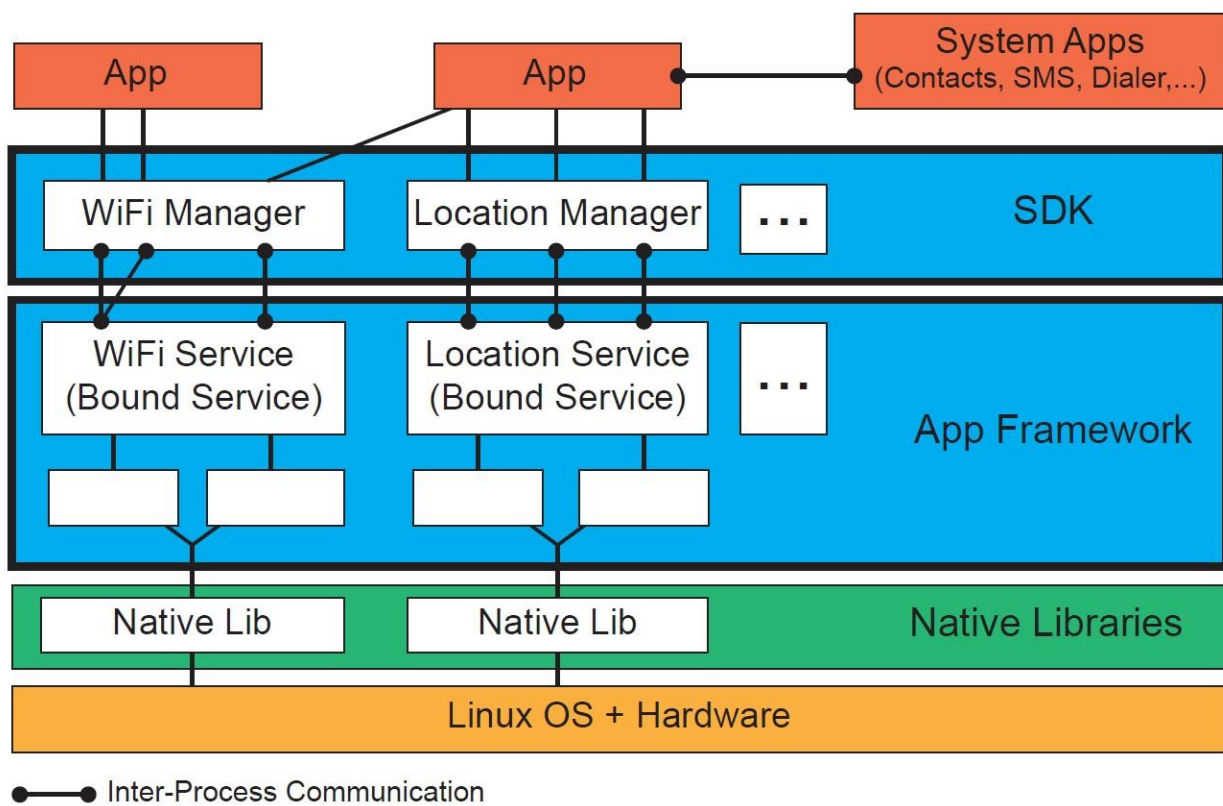 App
App
System Apps
(Contacts, SMS, Dialer,...)
WiFi Manager
Location Manager
...
SDK
WiFi Service
(Bound Service)
Location Service
(Bound Service)
...
App Framework
Native Lib
Native Lib
Native Libraries
Linux OS + Hardware
Inter-Process Communication